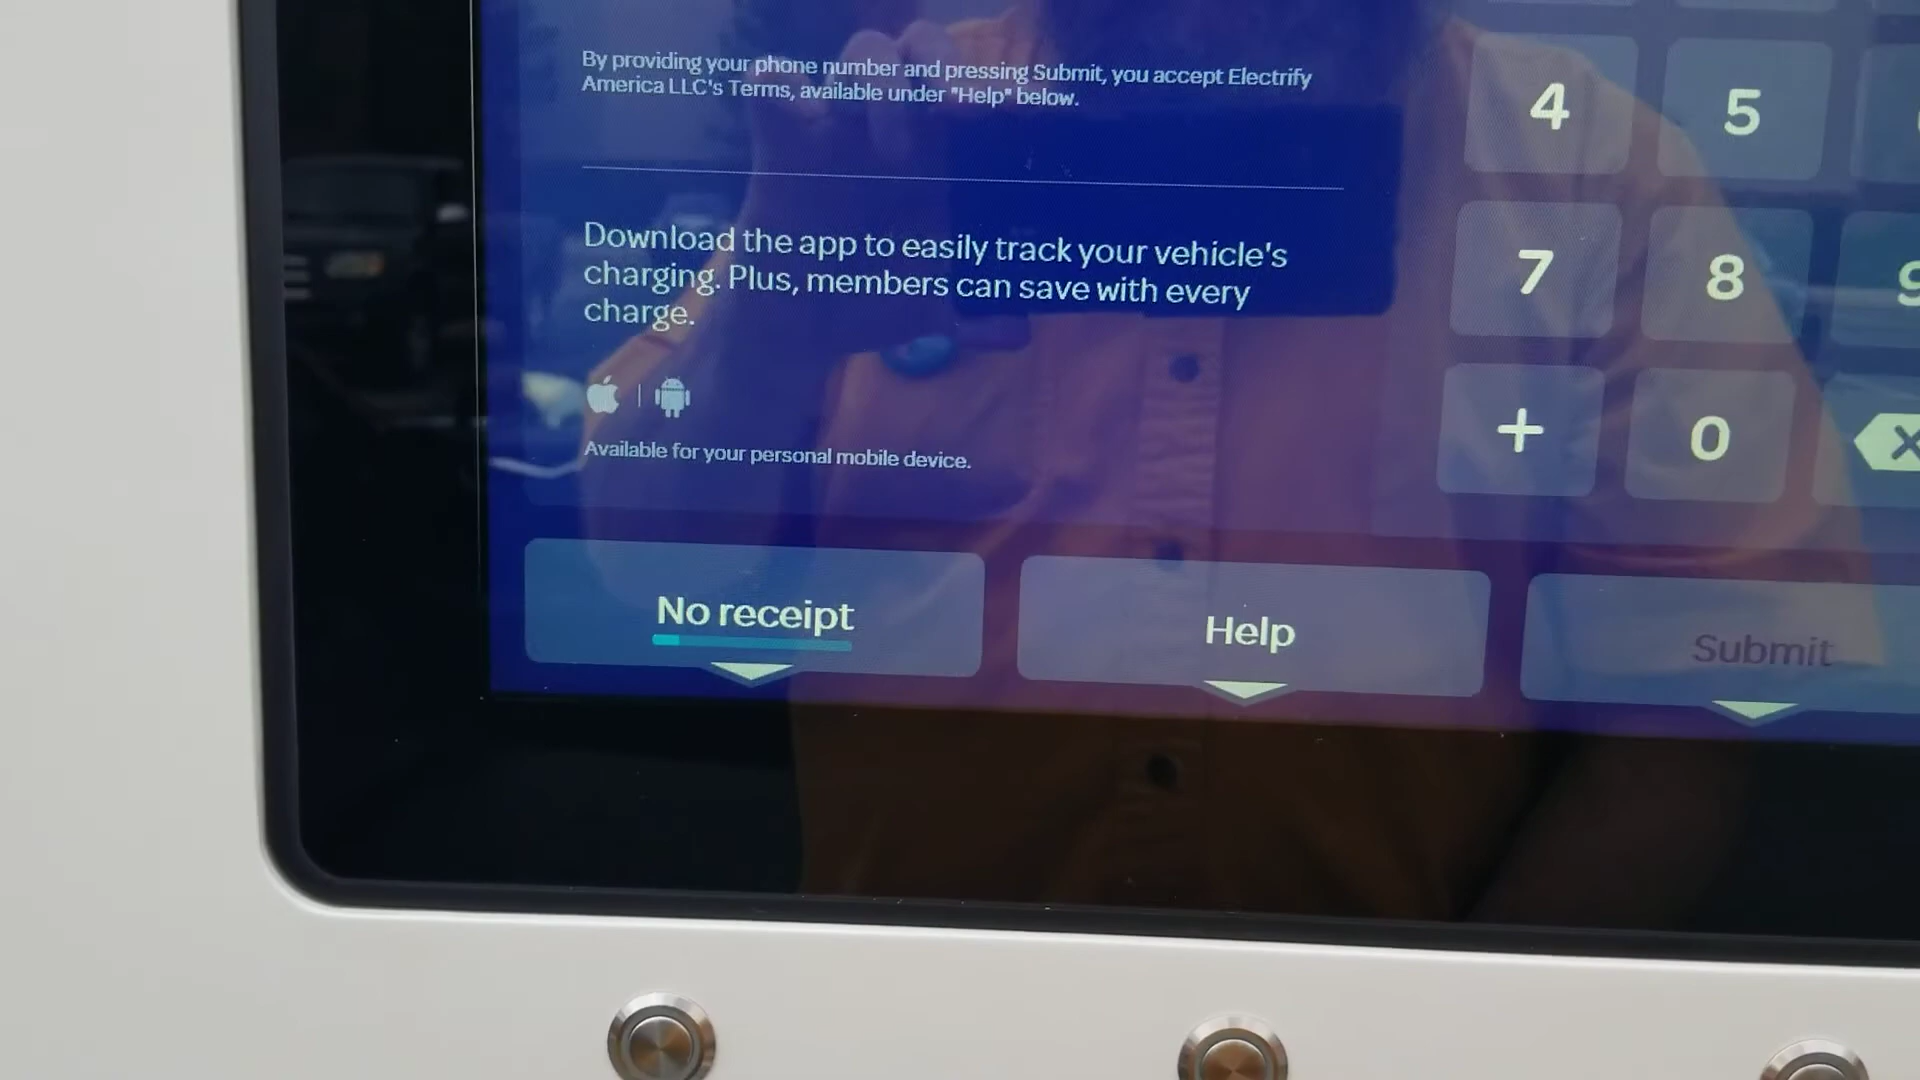 By providing your phone number and pressing Submit, you accept Electrify
America LLC's Terms, available under "Help" below.
Download the app to easily track your vehicle's
charging. Plus, members can save with every
charge.
Available for your personal mobile device.
4 5
7 8 9
+ 0
No receipt
Help
Submit